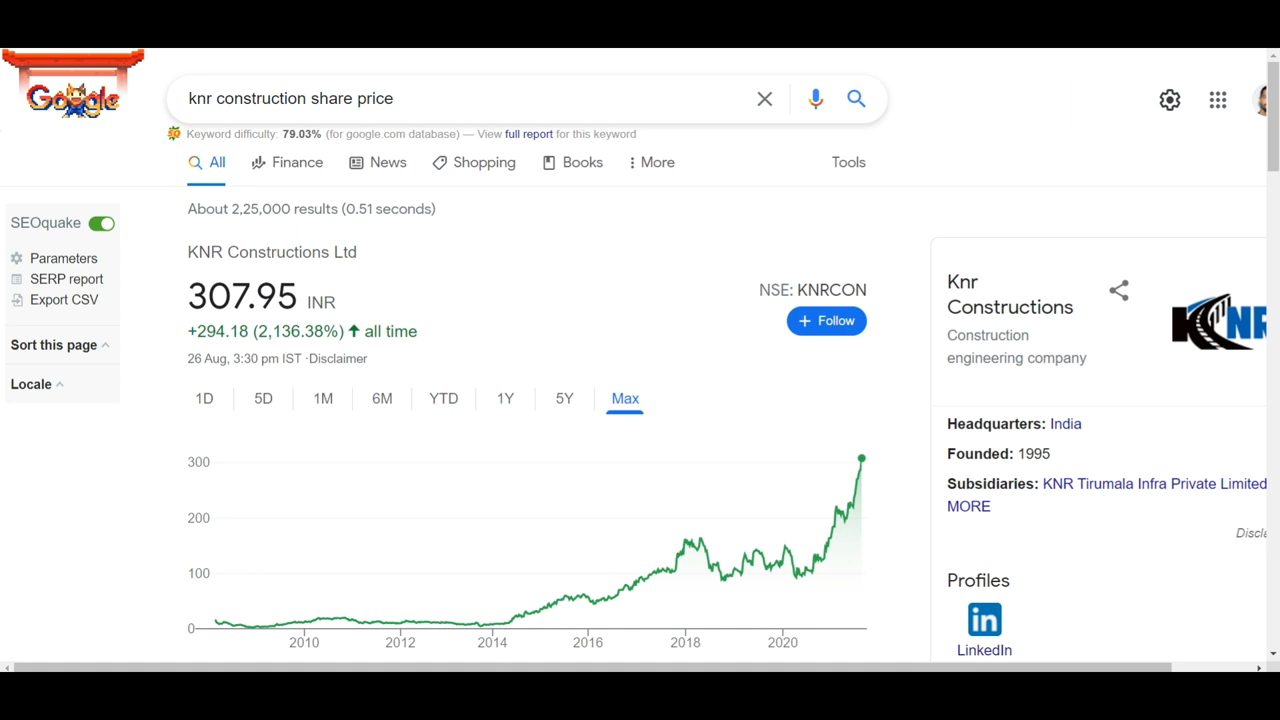 Google
knr construction share price
Keyword difficulty: 79.03% (for google.com database) — View full report for this keyword
All Finance News Shopping Books More Tools
About 2,25,000 results (0.51 seconds)
SEOquake
Parameters
SERP report
Export CSV
Sort this page
Locale
KNR Constructions Ltd
307.95 INR
+294.18 (2,136.38%) all time
26 Aug, 3:30 pm IST ·Disclaimer
NSE: KNRCON
+ Follow
1D 5D 1M 6M YTD 1Y 5Y Max
300
200
100
0
2010 2012 2014 2016 2018 2020
Knr
Constructions
Construction
engineering company
KNR
Headquarters: India
Founded: 1995
Subsidiaries: KNR Tirumala Infra Private Limited
MORE
Profiles
in
LinkedIn